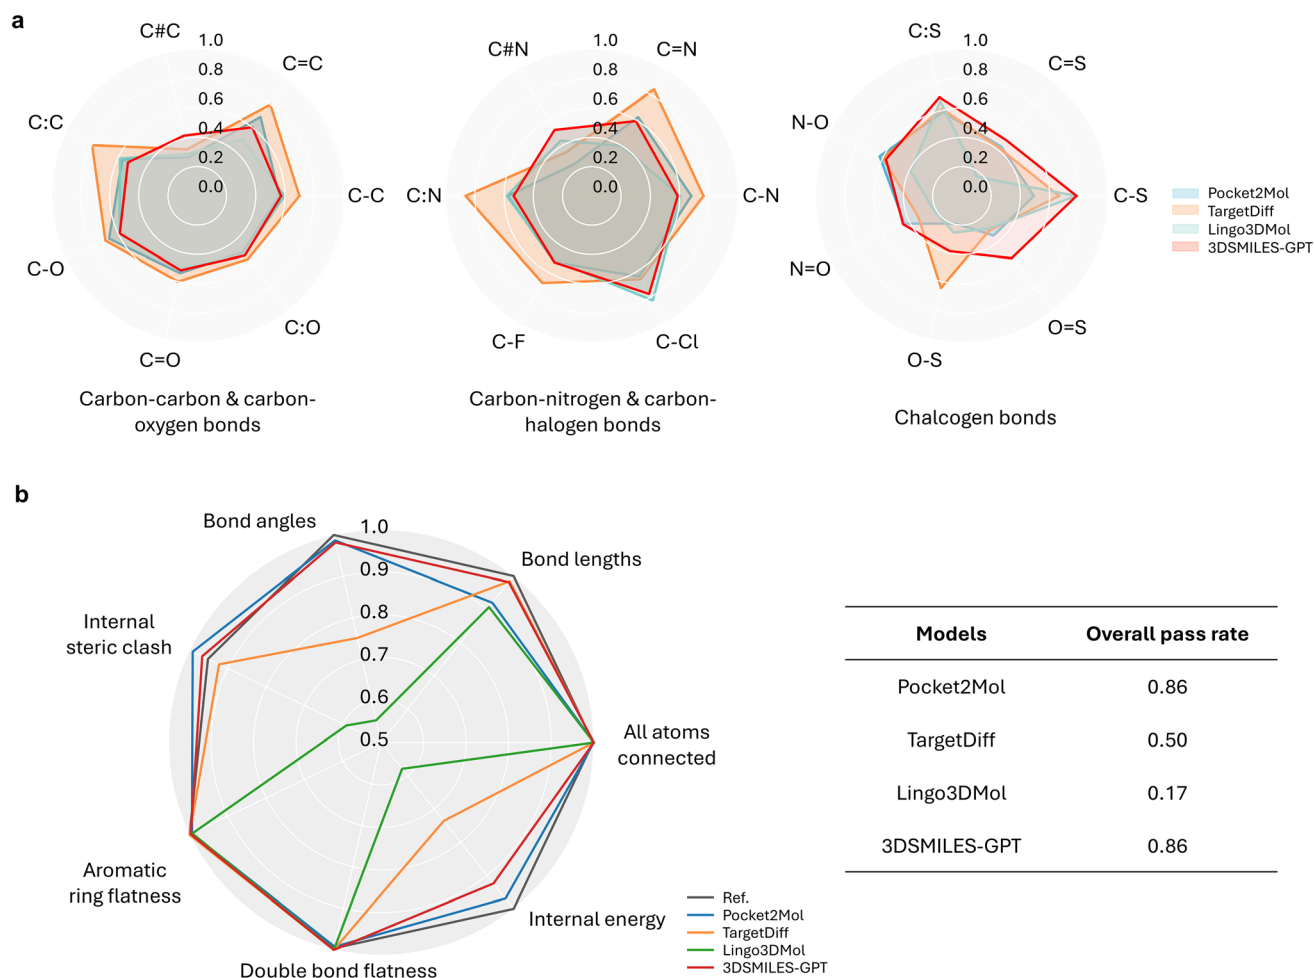 a
C#C
1.0
C=C
0.8
0.6
C:C
0.4
0.2
0.0
C-C
C-O
C:O
C=O
Carbon-carbon & carbon-
oxygen bonds
C#N
1.0
C=N
0.8
0.6
0.4
0.2
0.0
C:N
C-N
C-F
C-Cl
Carbon-nitrogen & carbon-
halogen bonds
C:S
1.0
C=S
0.8
0.6
N-O
0.4
0.2
0.0
C-S
N=O
O=S
O-S
Chalcogen bonds
Pocket2Mol
TargetDiff
Lingo3DMol
3DSMILES-GPT
b
Bond angles
1.0
Bond lengths
0.9
0.8
Internal
steric clash
0.7
0.6
0.5
All atoms
connected
Aromatic
ring flatness
Internal energy
Double bond flatness
Ref.
Pocket2Mol
TargetDiff
Lingo3DMol
3DSMILES-GPT
Models Overall pass rate
Pocket2Mol 0.86
TargetDiff 0.50
Lingo3DMol 0.17
3DSMILES-GPT 0.86